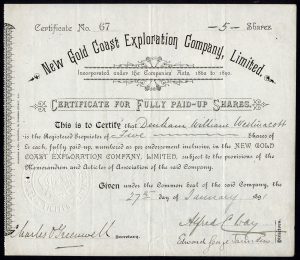 Certificate No. 67 —5— Shares
New Gold Coast Exploration Company, Limited.
Incorporated under the Companies Acts, 1862 to 1890.
CERTIFICATE FOR FULLY PAID-UP SHARES.
This is to Certify that Denham William
is the Registered Proprietor of Five Shares of
£1 each, fully paid-up, numbered as per endorsement inclusive, in the NEW GOLD
COAST EXPLORATION COMPANY, LIMITED, subject to the provisions of the
Memorandum and Articles of Association of the said Company.
Given under the Common Seal of the said Company, the
27th day of January
Charles O Greenwell
Secretary.
Alfred C.
Edward George